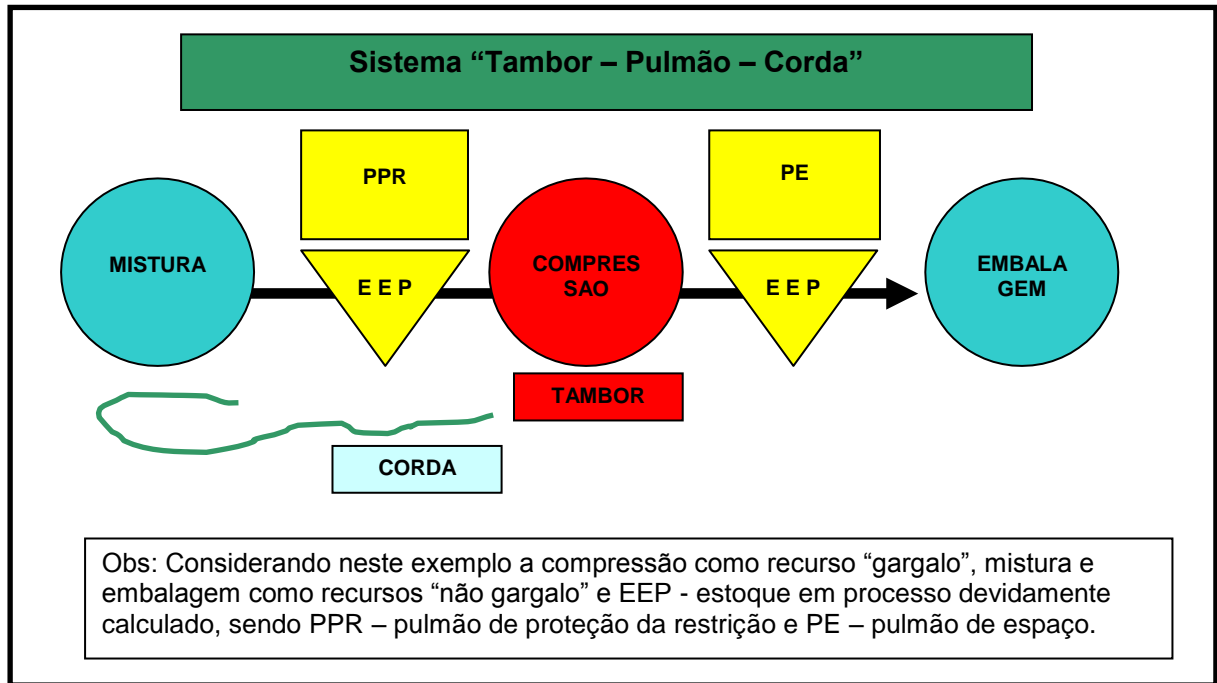 Sistema “Tambor – Pulmão – Corda”
PPR
PE
MISTURA
E E P
COMPRES
SAO
E E P
EMBALA
GEM
TAMBOR
CORDA
Obs: Considerando neste exemplo a compressão como recurso “gargalo”, mistura e
embalagem como recursos “não gargalo” e EEP - estoque em processo devidamente
calculado, sendo PPR – pulmão de proteção da restrição e PE – pulmão de espaço.